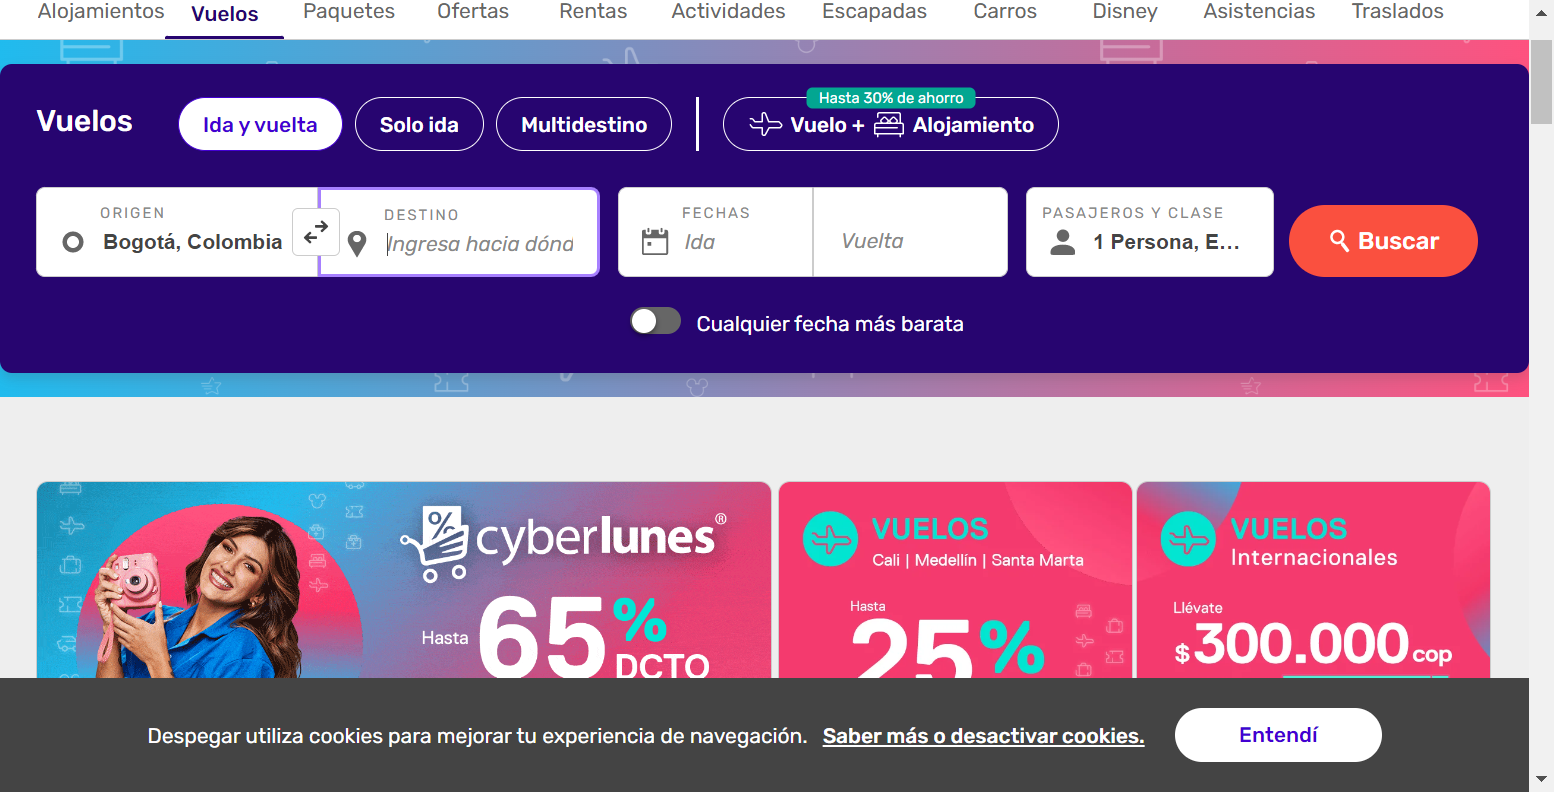 Alojamientos Vuelos Paquetes Ofertas Rentas Actividades Escapadas Carros Disney Asistencias Traslados
Hasta 30% de ahorro
Vuelos Ida y vuelta Solo ida Multidestino Vuelo + Alojamiento
ORIGEN DESTINO FECHAS PASAJEROS Y CLASE
Bogotá, Colombia Ingresa hacia dónd Ida Vuelta 1 Persona, E... Buscar
Cualquier fecha más barata
% cyberlunes®
Hasta 65% DCTO
VUELOS
Cali | Medellín | Santa Marta
Hasta
25%
VUELOS
Internacionales
Llévate
$300.000 cop
Despegar utiliza cookies para mejorar tu experiencia de navegación. Saber más o desactivar cookies. Entendí